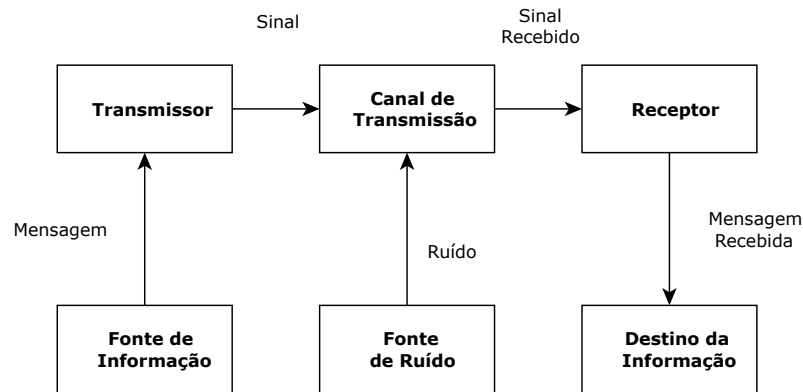 Sinal
Sinal
Recebido
Transmissor
Canal de
Transmissão
Receptor
Mensagem
Ruído
Mensagem
Recebida
Fonte de
Informação
Fonte
de Ruído
Destino da
Informação